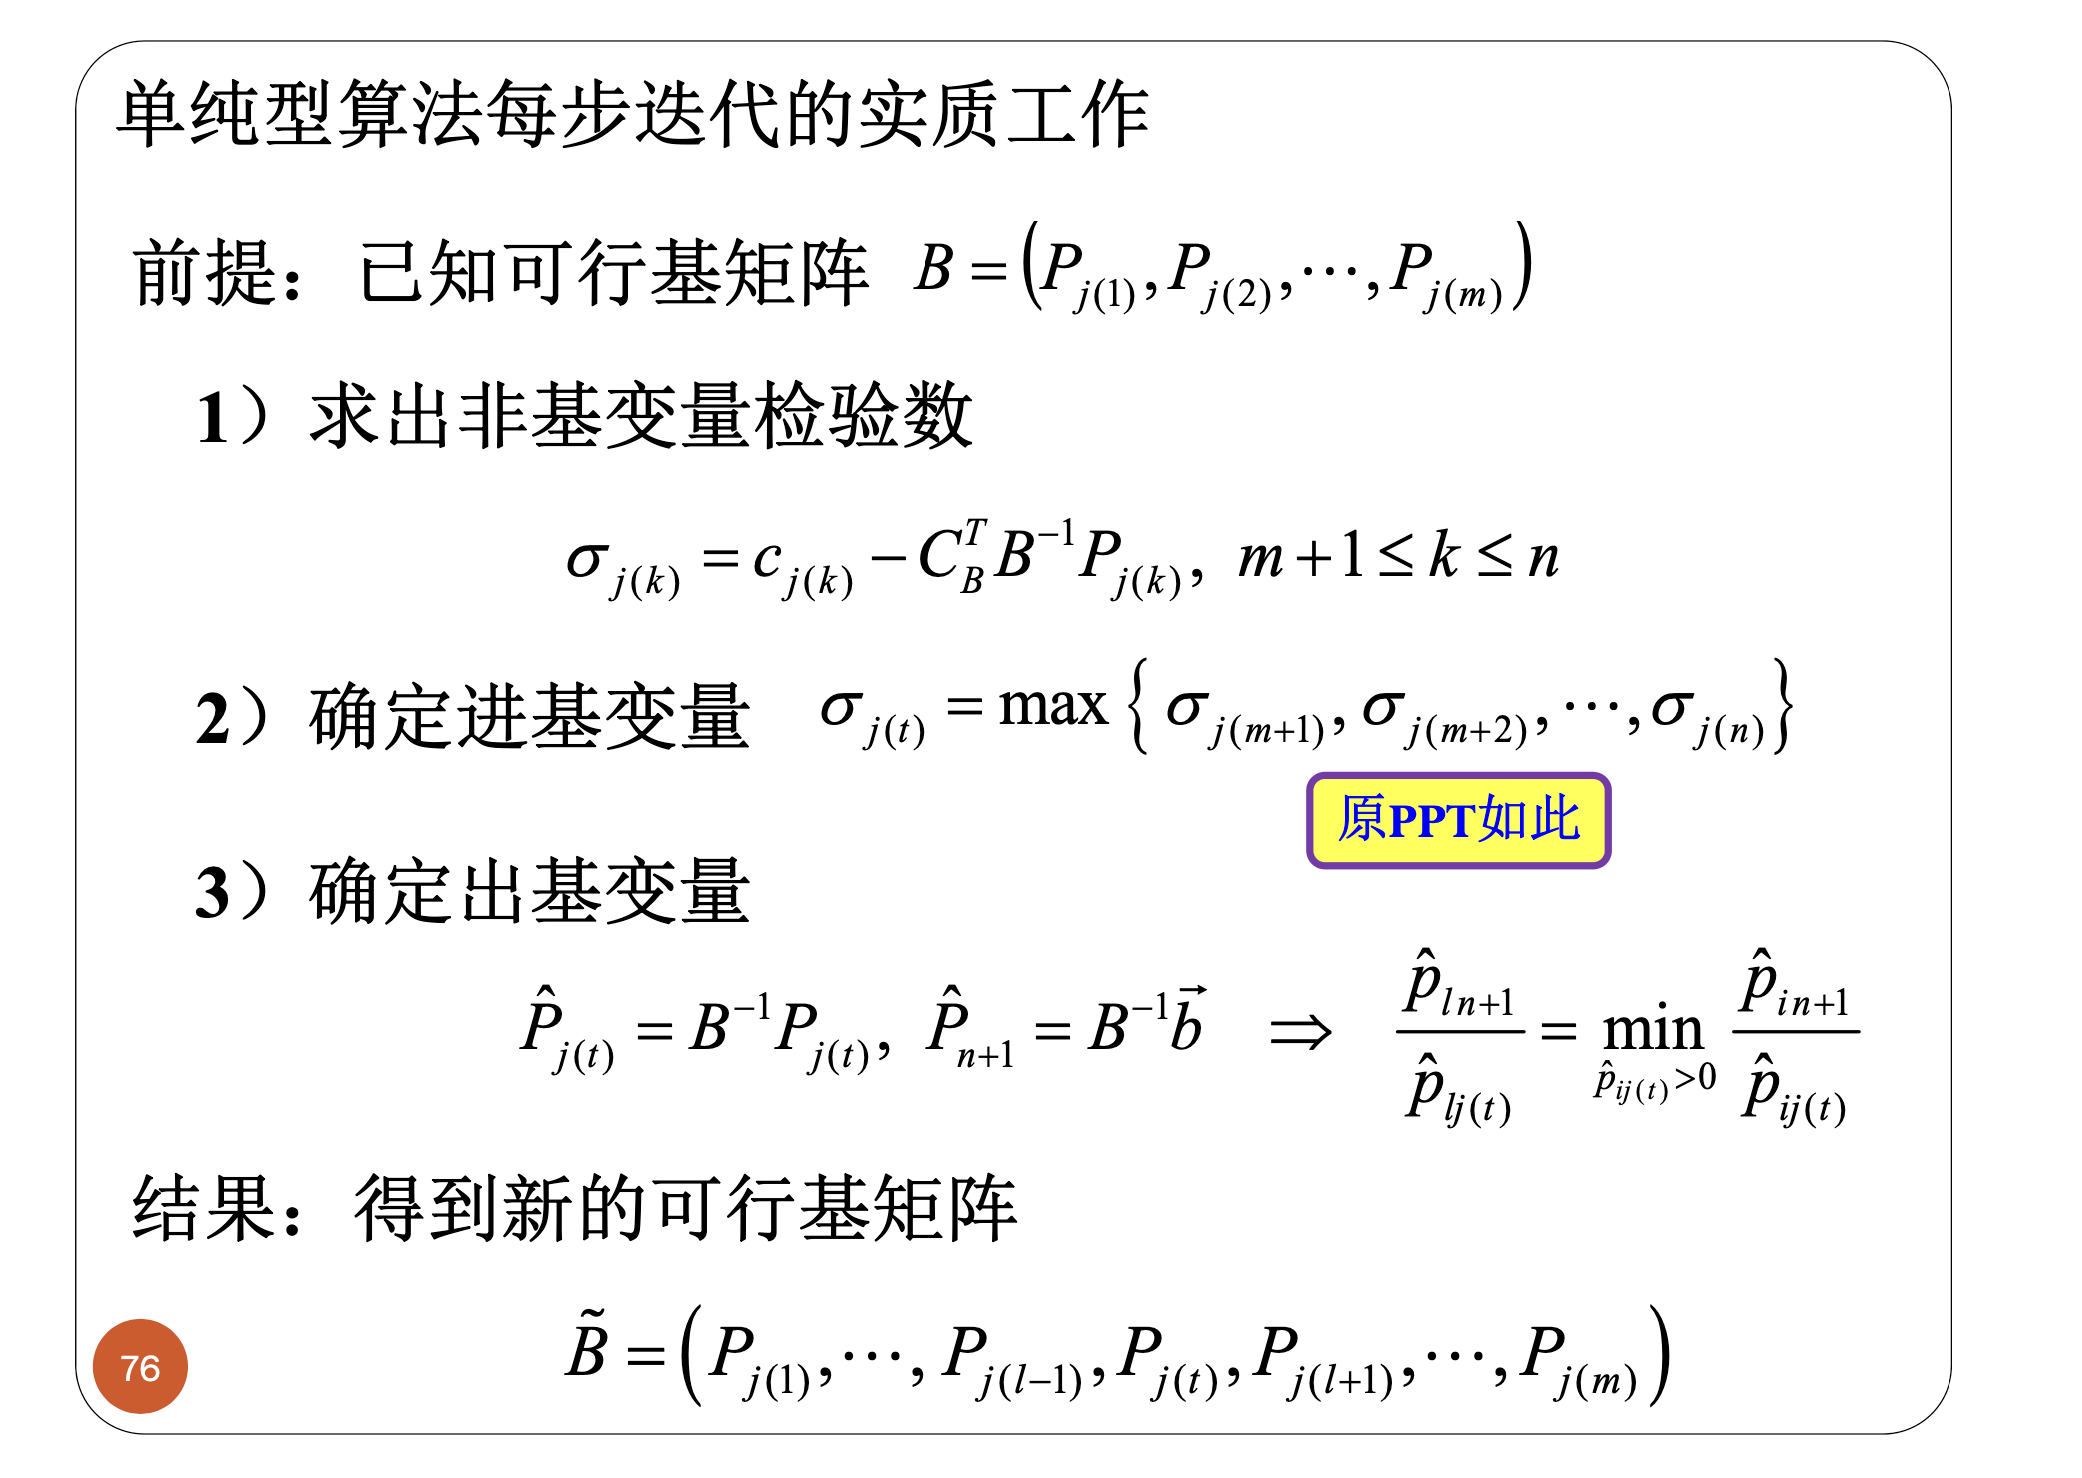 单纯型算法每步迭代的实质工作
前提：已知可行基矩阵 $B = \left(P_{j(1)}, P_{j(2)}, \cdots, P_{j(m)}\right)$
1）求出非基变量检验数
$\sigma_{j(k)} = c_{j(k)} - C_B^T B^{-1} P_{j(k)},\ m+1 \le k \le n$
2）确定进基变量 $\sigma_{j(t)} = \max\left\{\sigma_{j(m+1)}, \sigma_{j(m+2)}, \cdots, \sigma_{j(n)}\right\}$
原PPT如此
3）确定出基变量
$\hat{P}_{j(t)} = B^{-1} P_{j(t)},\ \hat{P}_{n+1} = B^{-1}\vec{b} \Rightarrow \frac{\hat{p}_{l n+1}}{\hat{p}_{lj(t)}} = \min_{\hat{p}_{ij(t)}>0} \frac{\hat{p}_{i n+1}}{\hat{p}_{ij(t)}}$
结果：得到新的可行基矩阵
$\tilde{B} = \left(P_{j(1)}, \cdots, P_{j(l-1)}, P_{j(t)}, P_{j(l+1)}, \cdots, P_{j(m)}\right)$
76